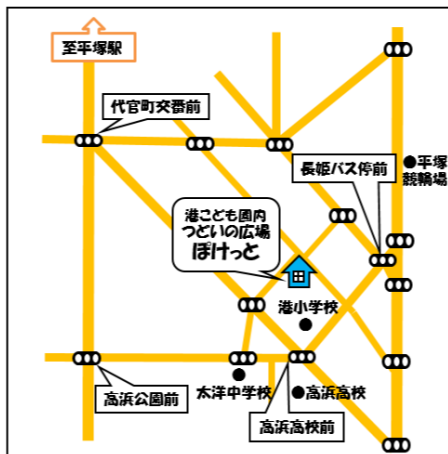 至平塚駅
代官町交番前
長姫バス停前
●平塚
競輪場
港こども園内
つどいの広場
ぽけっと
港小学校
高浜公園前
太洋中学校
●高浜高校
高浜高校前